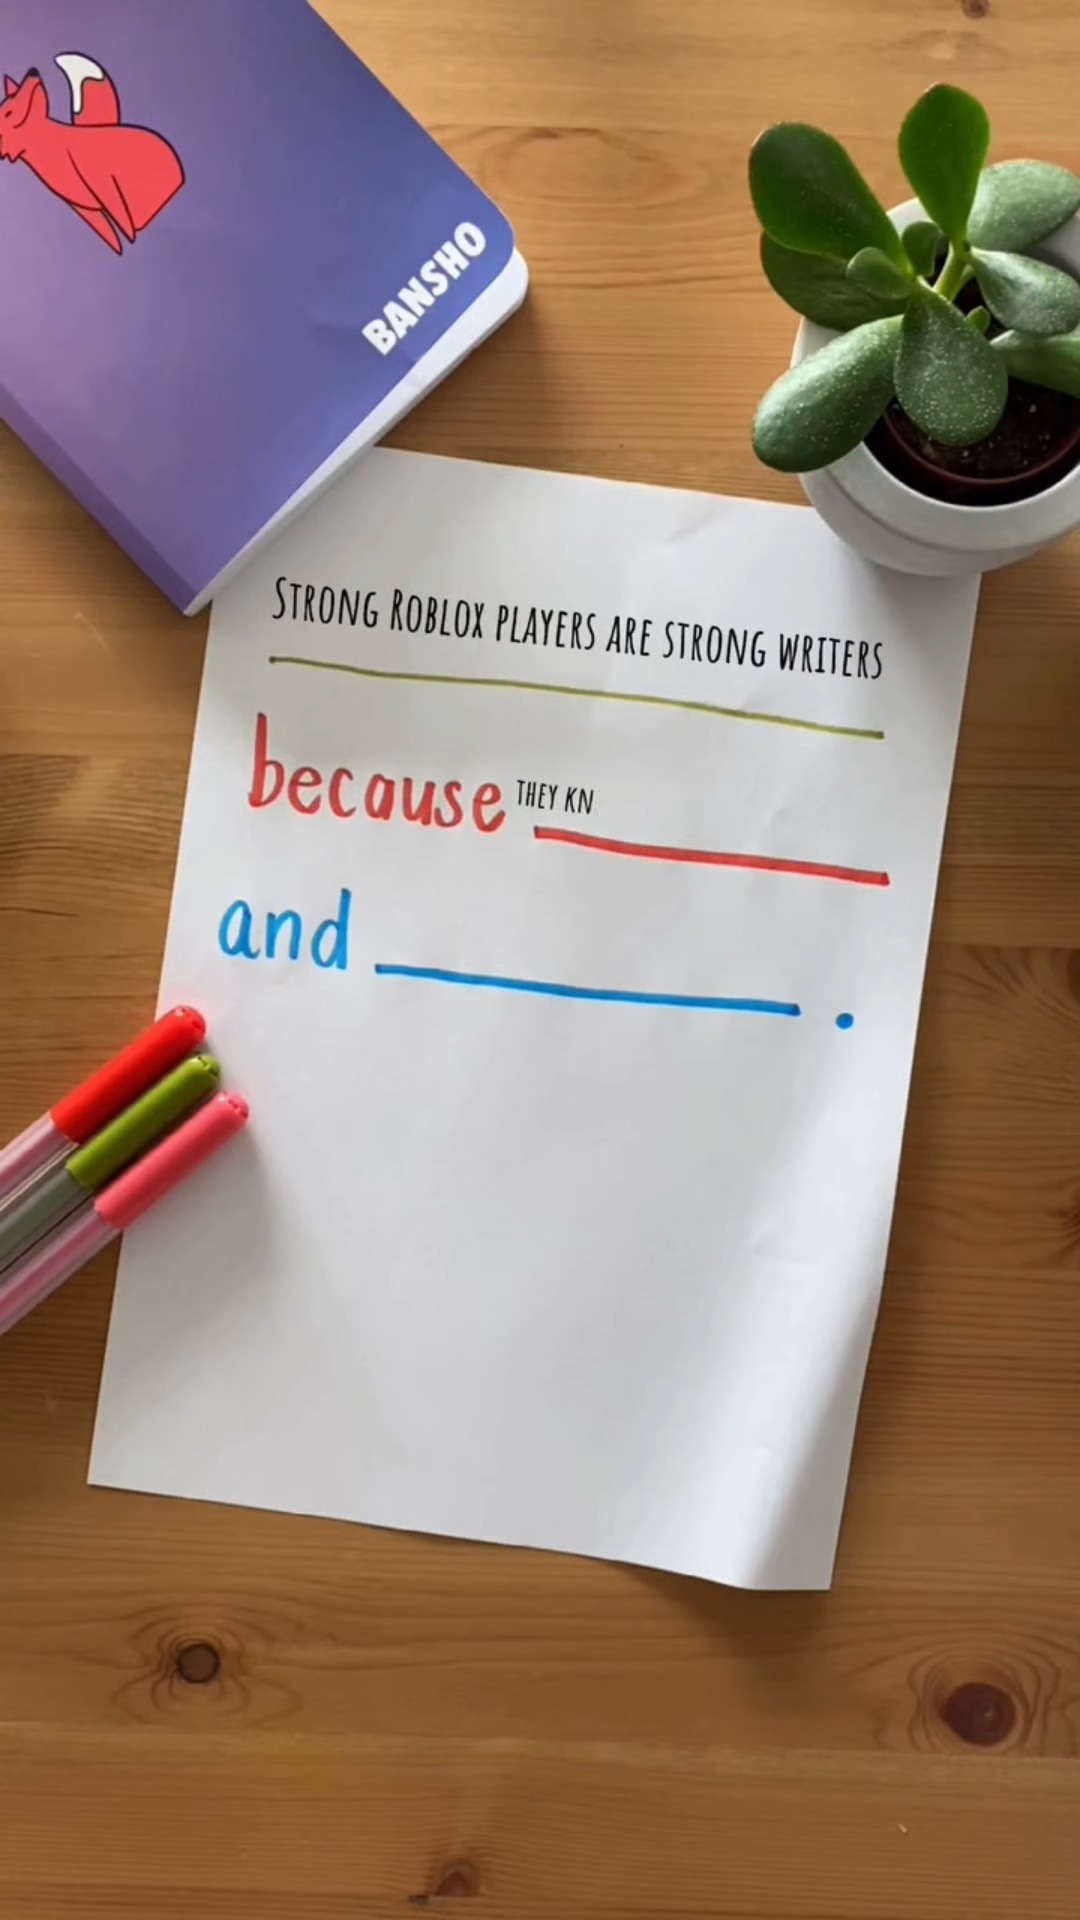 BANSHO
Strong Roblox players are strong writers
because they kn
and .